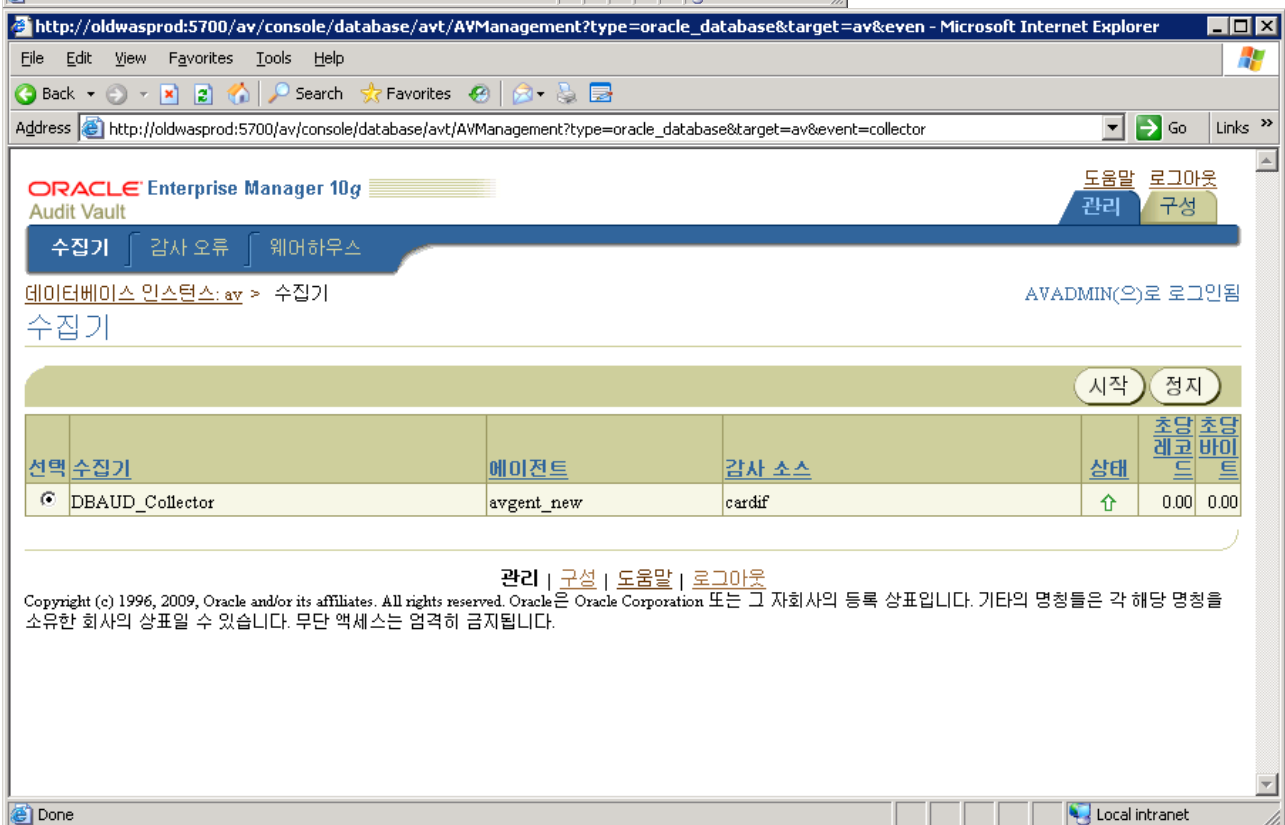 http://oldwasprod:5700/av/console/database/avt/AVManagement?type=oracle_database&target=av&even - Microsoft Internet Explorer
File Edit View Favorites Tools Help
Back Search Favorites
Address http://oldwasprod:5700/av/console/database/avt/AVManagement?type=oracle_database&target=av&event=collector Go Links »
ORACLE Enterprise Manager 10g
Audit Vault
도움말 로그아웃
관리 구성
수집기 감사 오류 웨어하우스
데이터베이스 인스턴스: av > 수집기
AVADMIN(으)로 로그인됨
수집기
시작 정지
선택 수집기 에이전트 감사 소스 상태 초당 레코드 초당 바이트
DBAUD_Collector avgent_new cardif 0.00 0.00
관리 | 구성 | 도움말 | 로그아웃
Copyright (c) 1996, 2009, Oracle and/or its affiliates. All rights reserved. Oracle은 Oracle Corporation 또는 그 자회사의 등록 상표입니다. 기타의 명칭들은 각 해당 명칭을
소유한 회사의 상표일 수 있습니다. 무단 액세스는 엄격히 금지됩니다.
Done
Local intranet